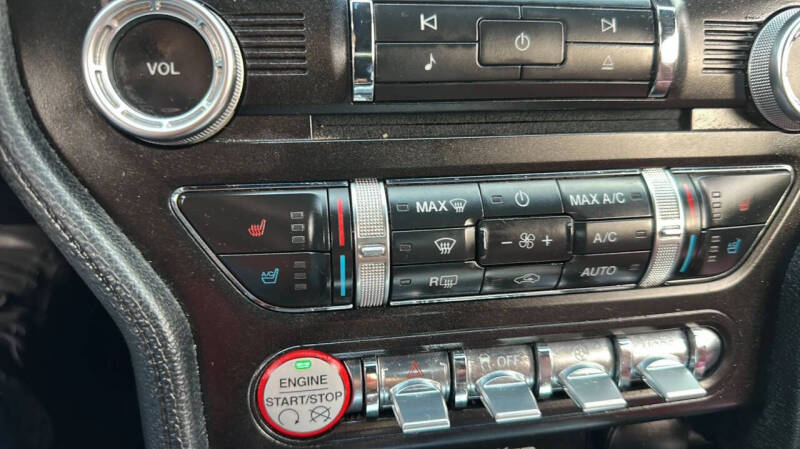 VOL
MAX
MAX A/C
A/C
- +
A/C
R
AUTO
ENGINE
START/STOP
OFF